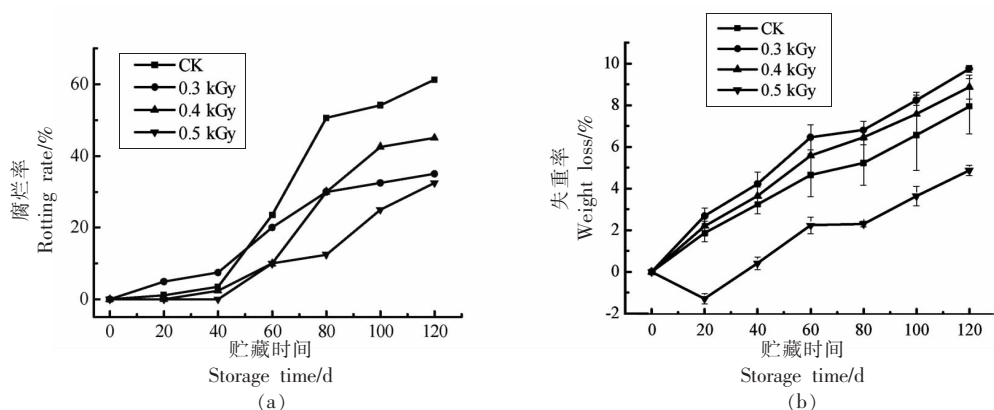 CK
0.3 kGy
0.4 kGy
0.5 kGy
腐烂率
Rotting rate/%
60
40
20
0
0 20 40 60 80 100 120
贮藏时间
Storage time/d
(a)
CK
0.3 kGy
0.4 kGy
0.5 kGy
失重率
Weight loss/%
10
8
6
4
2
0
-2
0 20 40 60 80 100 120
贮藏时间
Storage time/d
(b)